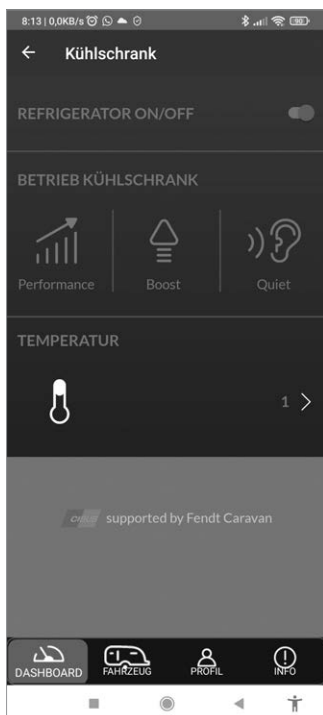 8:13 | 0,0KB/s
90
Kühlschrank
REFRIGERATOR ON/OFF
BETRIEB KÜHLSCHRANK
Performance
Boost
Quiet
TEMPERATUR
1
supported by Fendt Caravan
DASHBOARD
FAHRZEUG
PROFIL
INFO